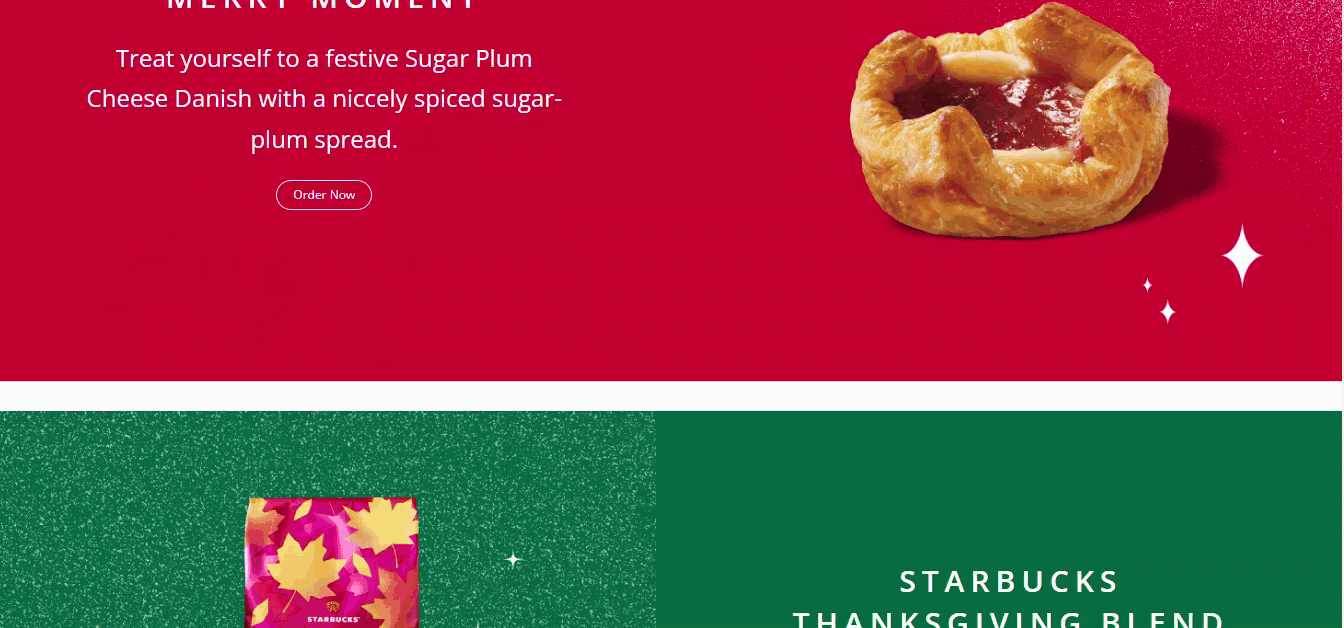 MERRY MOMENT
Treat yourself to a festive Sugar Plum
Cheese Danish with a niccely spiced sugar-
plum spread.
Order Now
STARBUCKS
STARBUCKS
THANKSGIVING BLEND